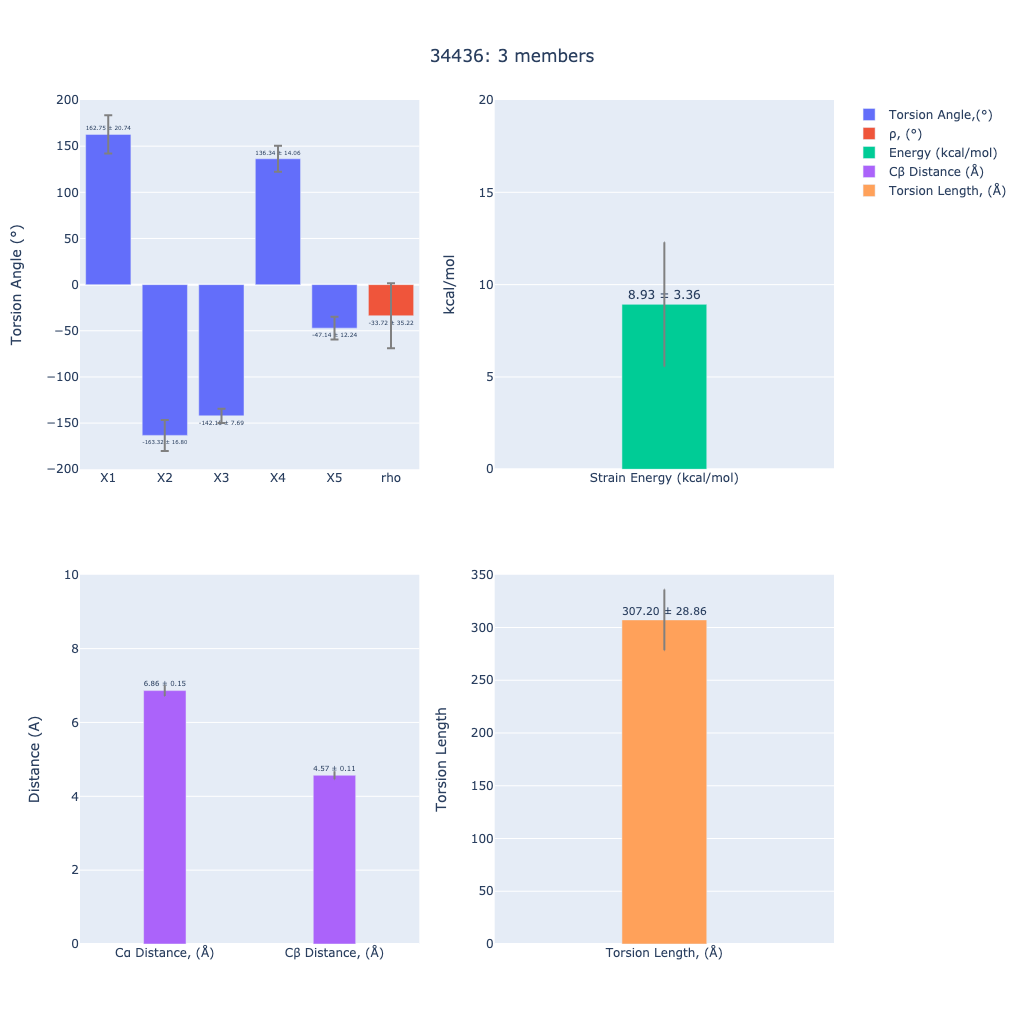 34436: 3 members
Torsion Angle (°)
200
150
100
50
0
−50
−100
−150
−200
162.75 ± 20.74
-163.32 ± 16.80
± 7.69
136.34 ± 14.06
-47.14 ± 12.24
-33.72 ± 35.22
X1 X2 X3 X4 X5 rho
kcal/mol
20
15
10
5
0
8.93 ± 3.36
Strain Energy (kcal/mol)
Torsion Angle,(°)
ρ, (°)
Energy (kcal/mol)
Cβ Distance (Å)
Torsion Length, (Å)
Distance (A)
10
8
6
4
2
0
6.86 ± 0.15
4.57 ± 0.11
Cα Distance, (Å) Cβ Distance, (Å)
Torsion Length
350
300
250
200
150
100
50
0
307.20 ± 28.86
Torsion Length, (Å)